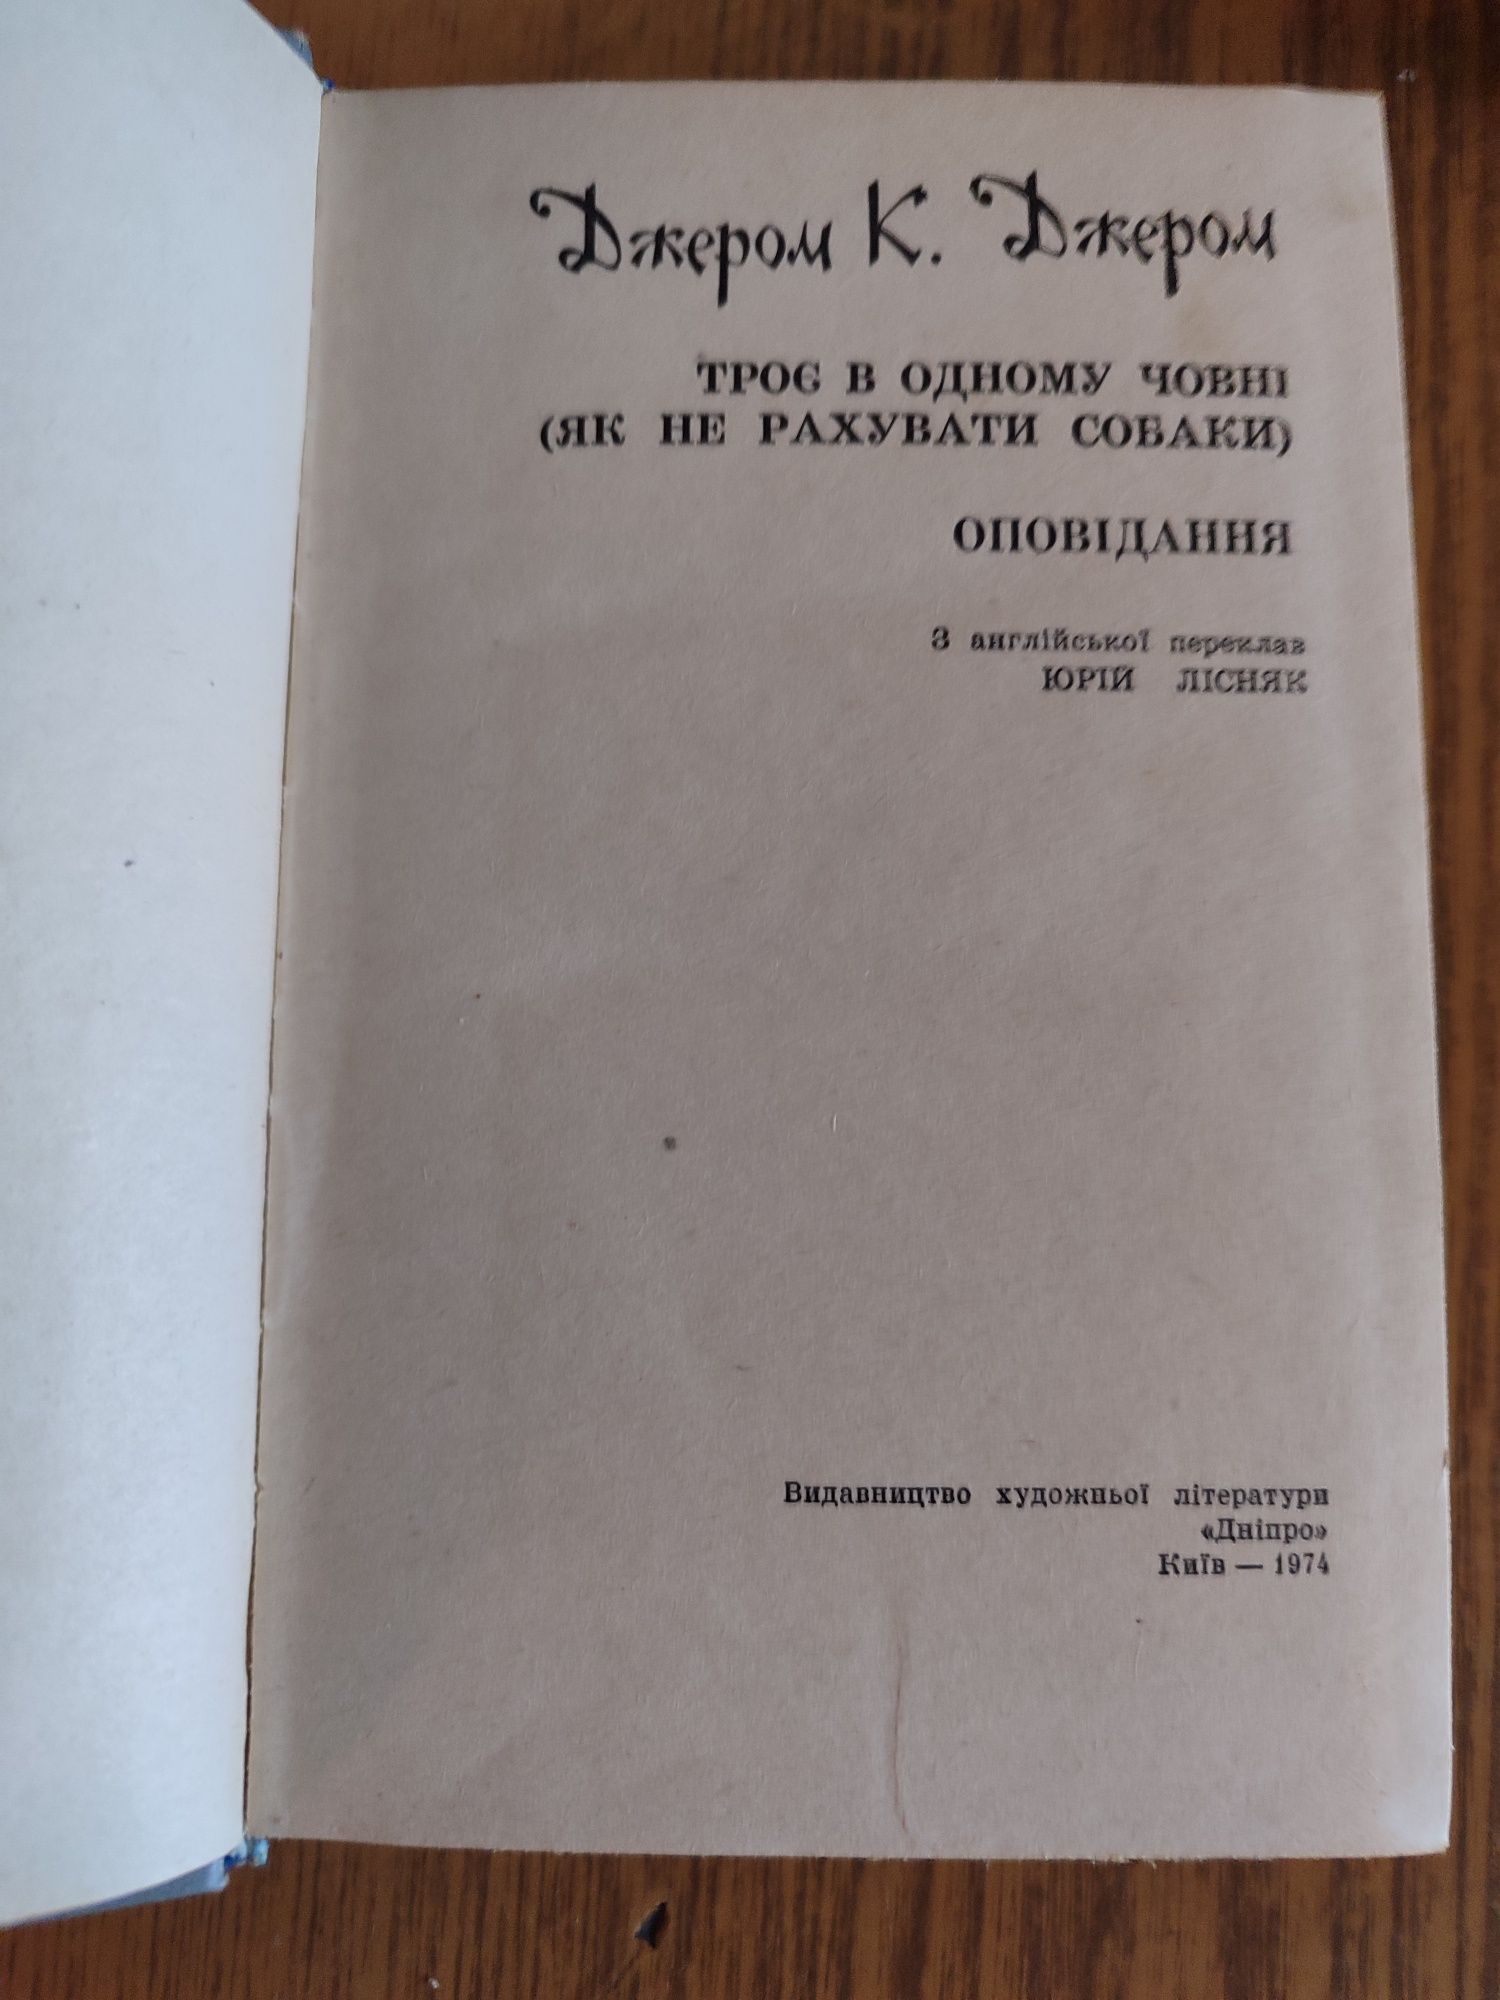 Джером К. Джером
ТРОЄ В ОДНОМУ ЧОВНІ
(ЯК НЕ РАХУВАТИ СОБАКИ)
ОПОВІДАННЯ
З англійської переклав
ЮРІЙ ЛІСНЯК
Видавництво художньої літератури
«Дніпро»
Київ — 1974